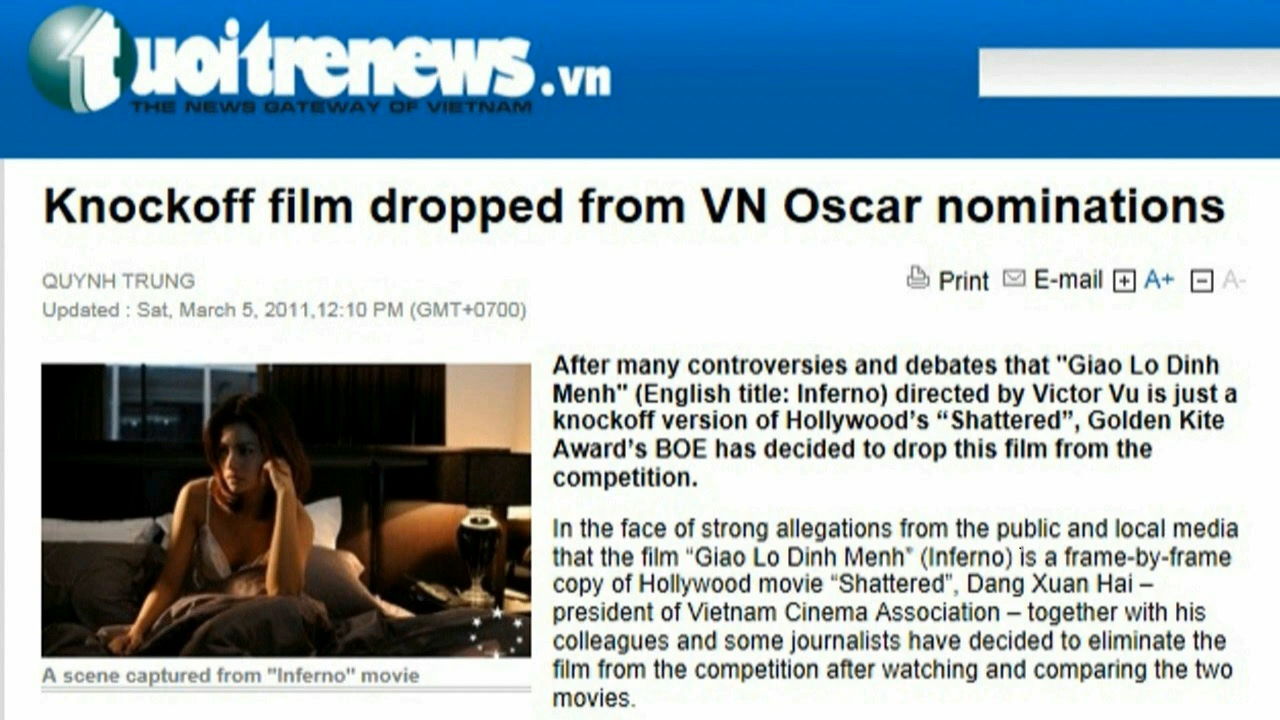 tuoitrenews.vn
THE NEWS GATEWAY OF VIETNAM
Knockoff film dropped from VN Oscar nominations
QUYNH TRUNG
Print E-mail A+ A-
Updated : Sat, March 5, 2011,12:10 PM (GMT+0700)
After many controversies and debates that "Giao Lo Dinh
Menh" (English title: Inferno) directed by Victor Vu is just a
knockoff version of Hollywood's “Shattered”, Golden Kite
Award's BOE has decided to drop this film from the
competition.
In the face of strong allegations from the public and local media
that the film “Giao Lo Dinh Menh” (Inferno) is a frame-by-frame
copy of Hollywood movie “Shattered”, Dang Xuan Hai –
president of Vietnam Cinema Association – together with his
colleagues and some journalists have decided to eliminate the
film from the competition after watching and comparing the two
movies.
A scene captured from "Inferno" movie